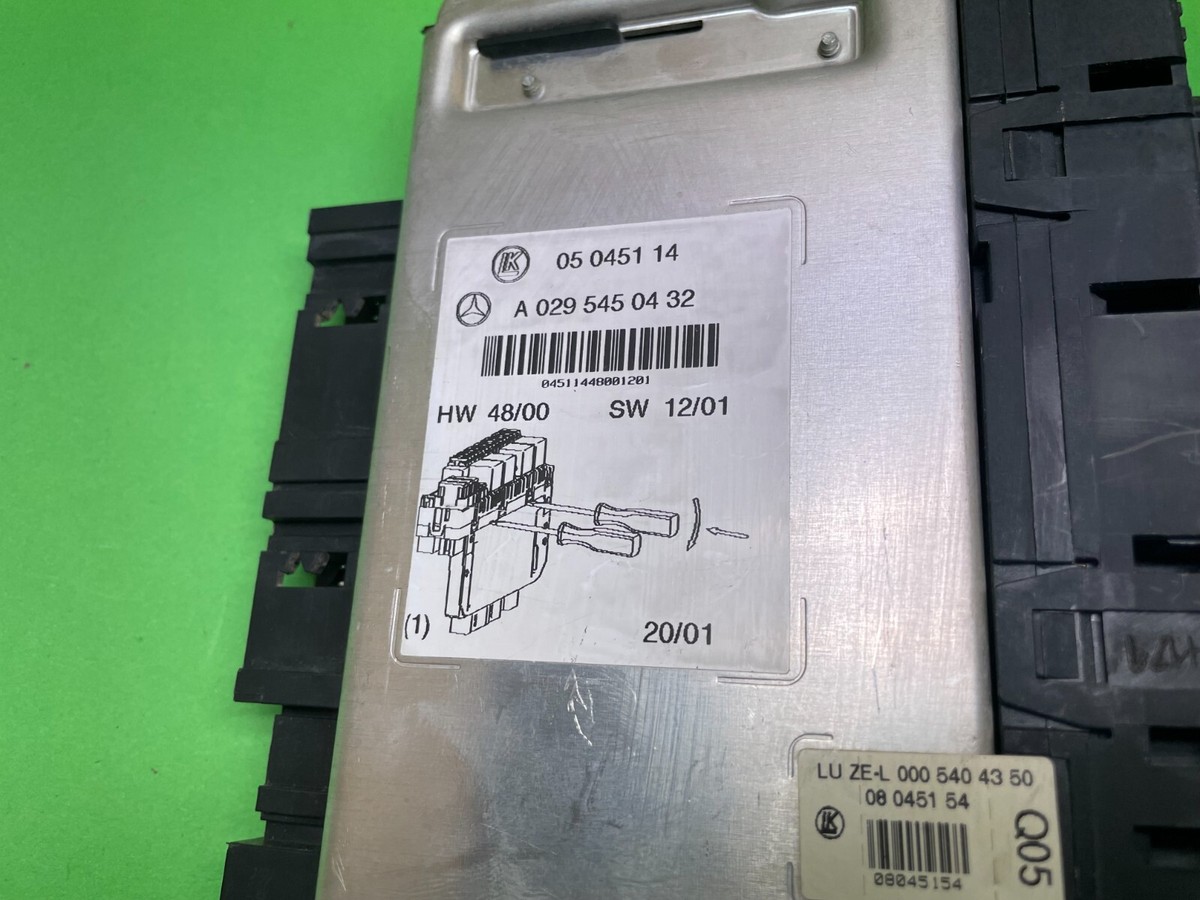 05 0451 14
A 029 545 04 32
04511448001201
HW 48/00 SW 12/01
(1) 20/01
LU ZE-L 000 540 43 50
08 0451 54
08045154
Q05